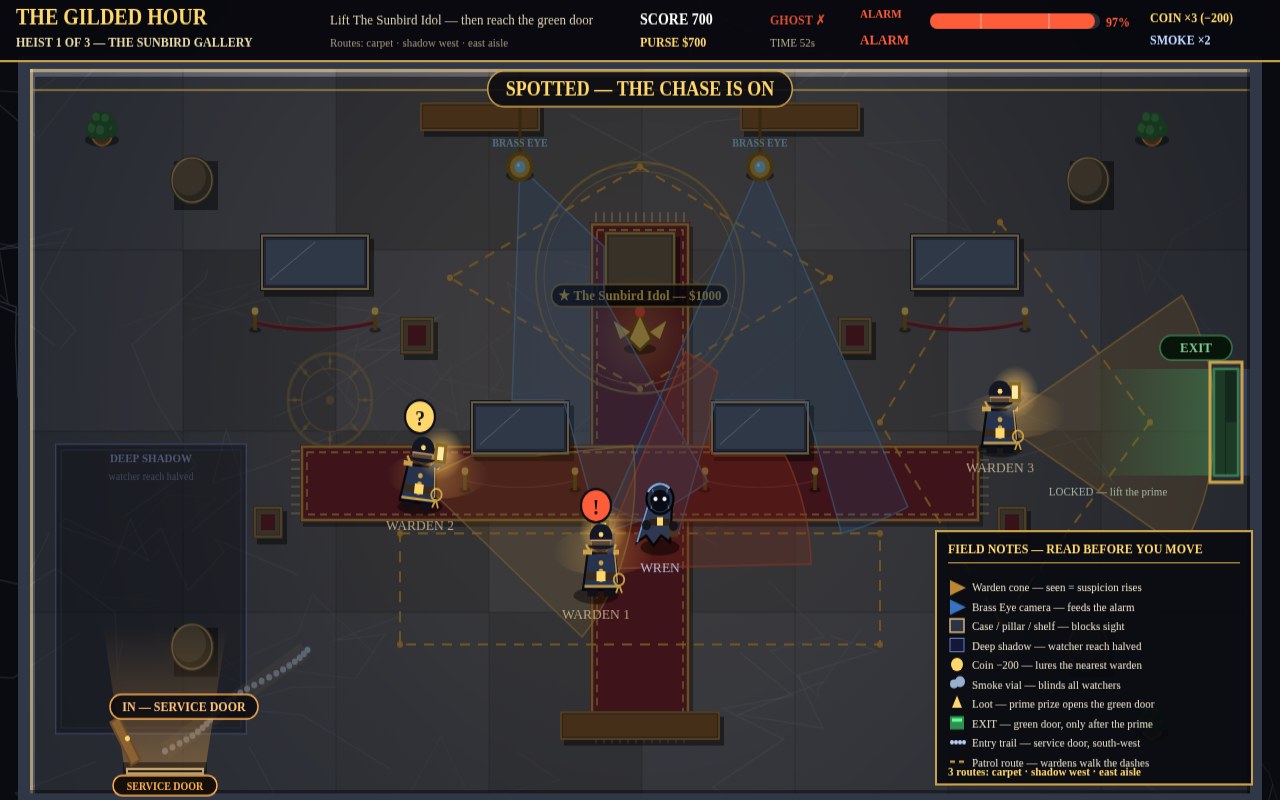 THE GILDED HOUR
HEIST 1 OF 3 — THE SUNBIRD GALLERY
Lift The Sunbird Idol — then reach the green door
Routes: carpet · shadow west · east aisle
SCORE 700
PURSE $700
GHOST ✗
TIME 52s
ALARM
ALARM
97%
COIN ×3 (−200)
SMOKE ×2
SPOTTED — THE CHASE IS ON
BRASS EYE
BRASS EYE
★ The Sunbird Idol — $1000
EXIT
?
WARDEN 3
DEEP SHADOW
watcher reach halved
LOCKED — lift the prime
!
WARDEN 2
WREN
WARDEN 1
IN — SERVICE DOOR
SERVICE DOOR
FIELD NOTES — READ BEFORE YOU MOVE
Warden cone — seen = suspicion rises
Brass Eye camera — feeds the alarm
Case / pillar / shelf — blocks sight
Deep shadow — watcher reach halved
Coin −200 — lures the nearest warden
Smoke vial — blinds all watchers
Loot — prime prize opens the green door
EXIT — green door, only after the prime
Entry trail — service door, south-west
Patrol route — wardens walk the dashes
3 routes: carpet · shadow west · east aisle